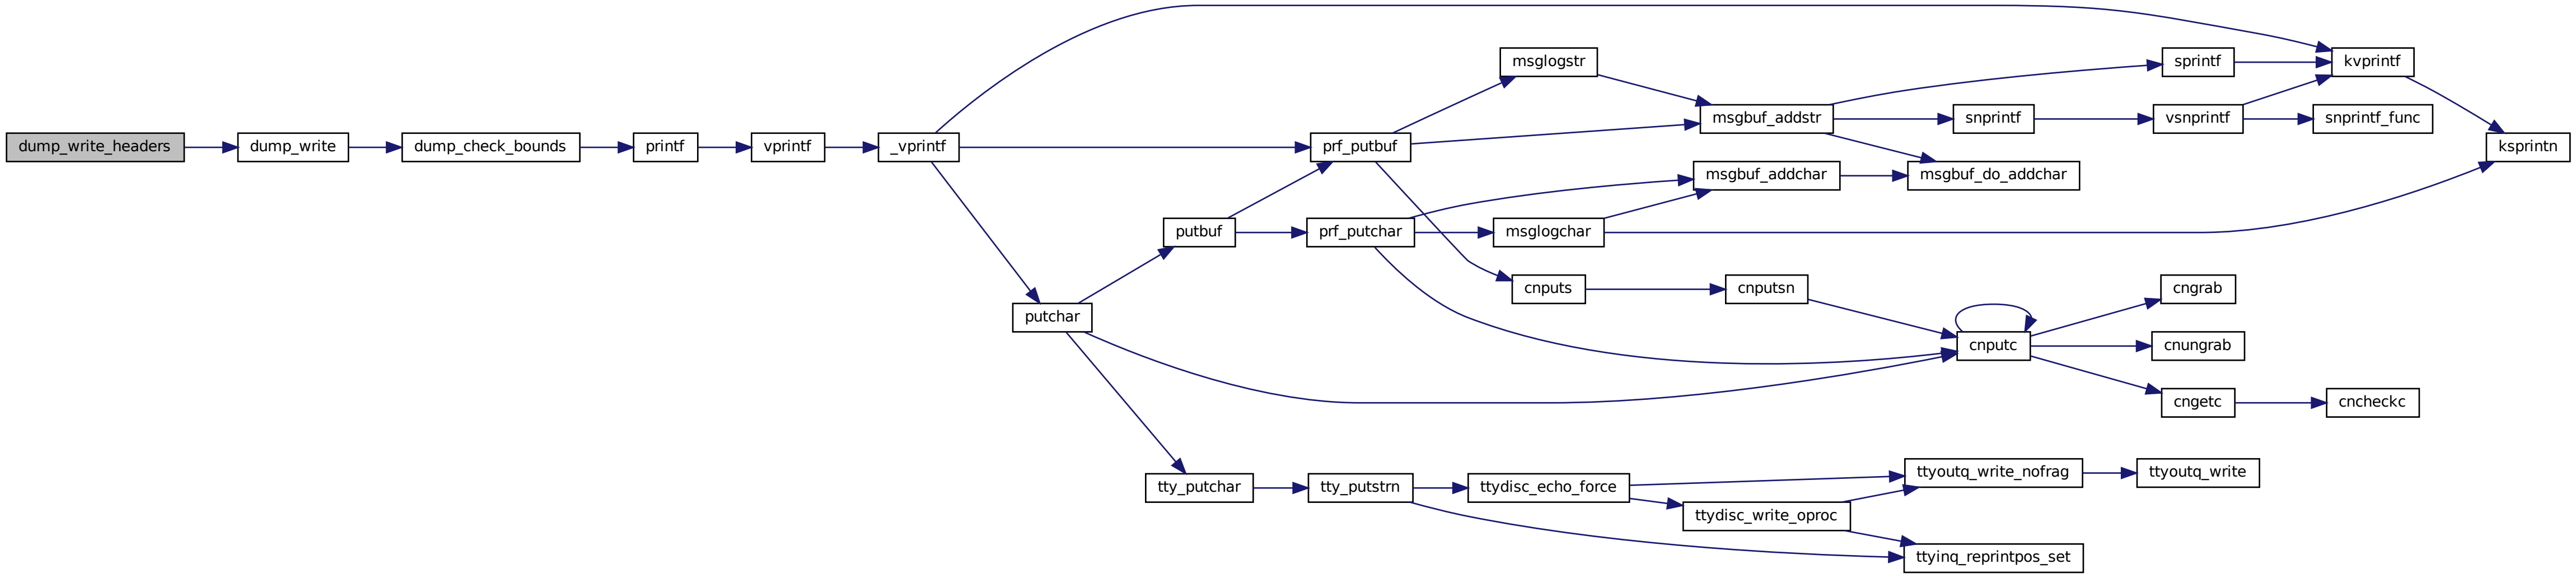 dump_write_headers
dump_write
dump_check_bounds
printf
vprintf
_vprintf
kvprintf
ksprintn
prf_putbuf
msglogstr
msgbuf_addstr
sprintf
snprintf
vsnprintf
snprintf_func
msgbuf_do_addchar
msgbuf_addchar
putchar
putbuf
prf_putchar
msglogchar
cnputs
cnputsn
cnputc
cngrab
cnungrab
cngetc
cncheckc
tty_putchar
tty_putstrn
ttydisc_echo_force
ttydisc_write_oproc
ttyoutq_write_nofrag
ttyoutq_write
ttyinq_reprintpos_set